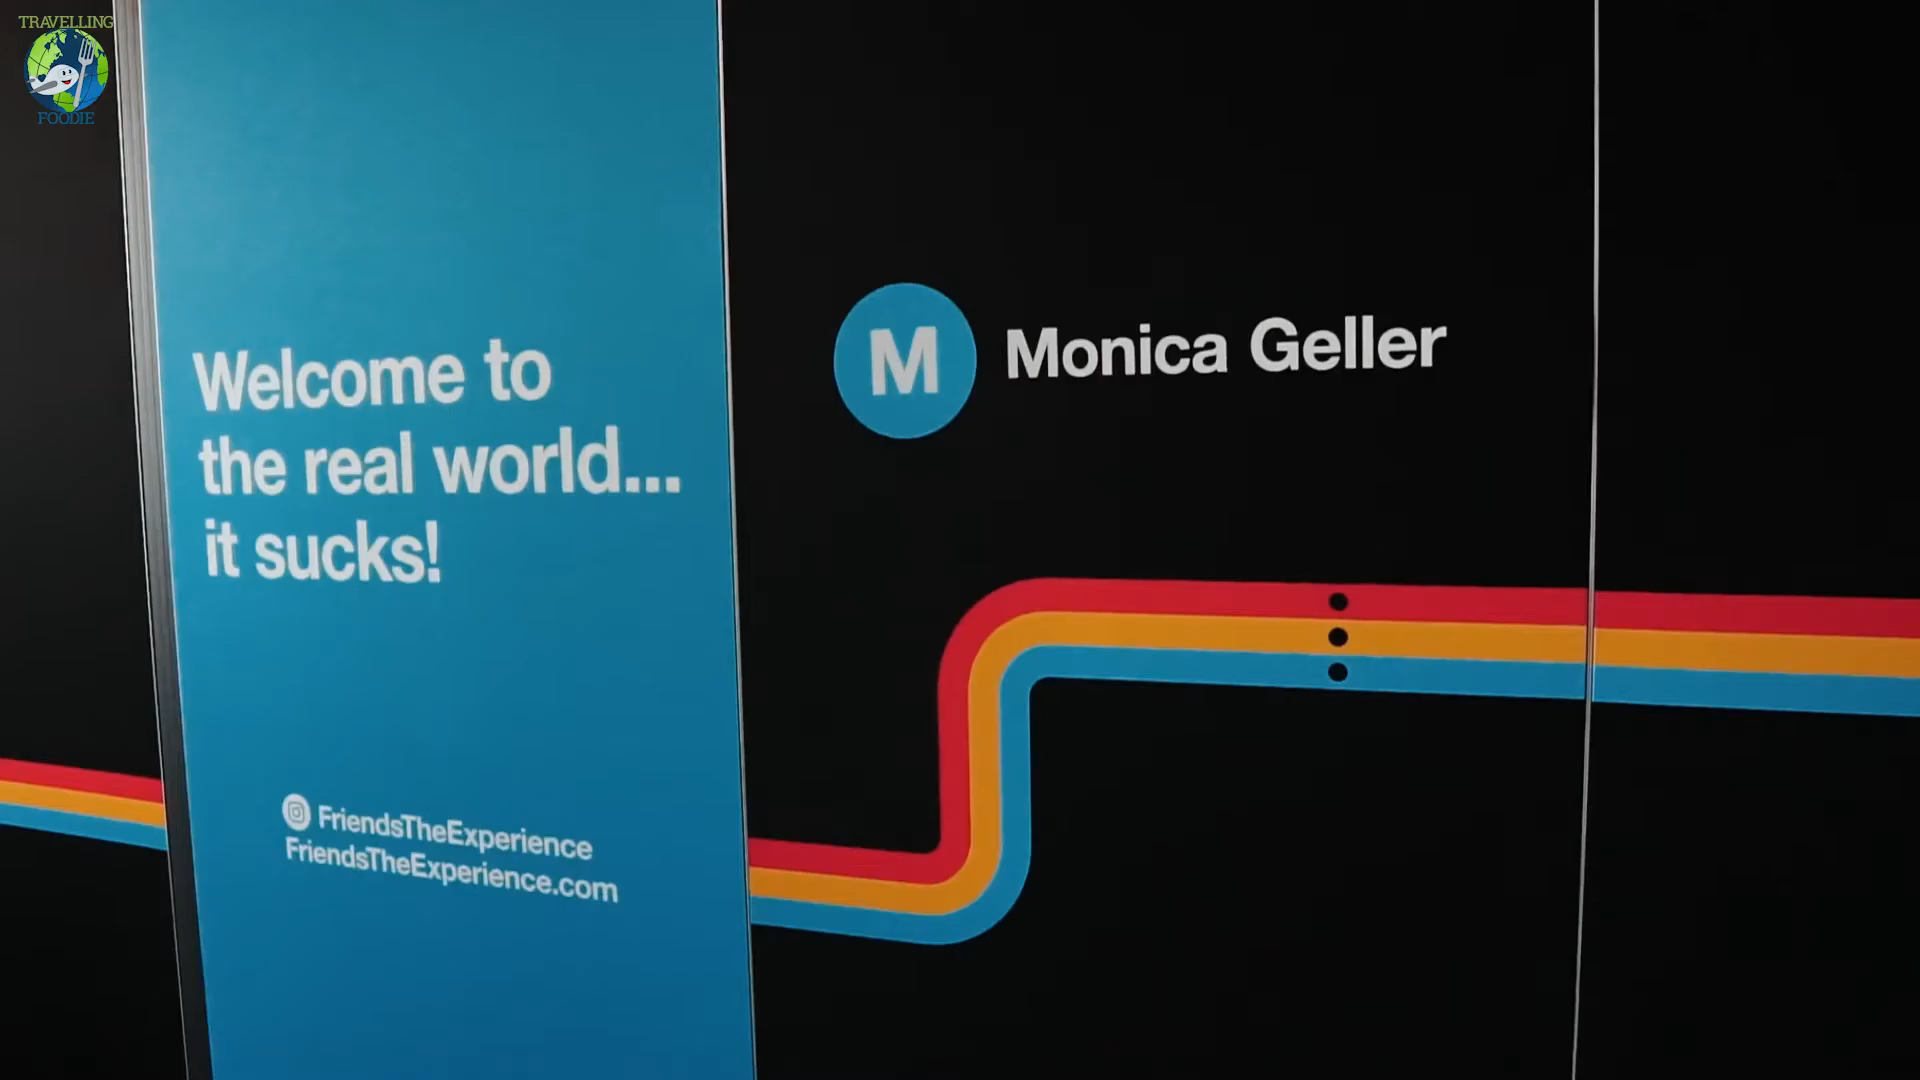 TRAVELLING
FOODIE
Welcome to
the real world...
it sucks!
FriendsTheExperience
FriendsTheExperience.com
M Monica Geller